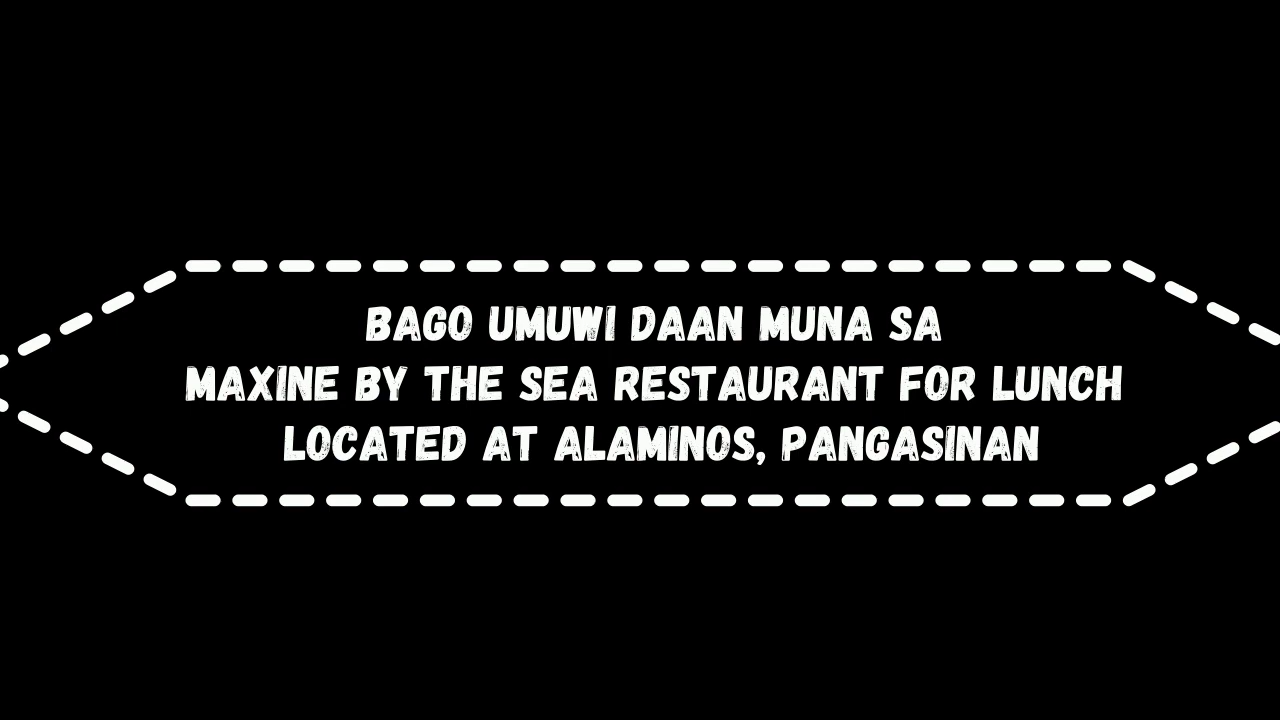 BAGO UMUWI DAAN MUNA SA
MAXINE BY THE SEA RESTAURANT FOR LUNCH
LOCATED AT ALAMINOS, PANGASINAN